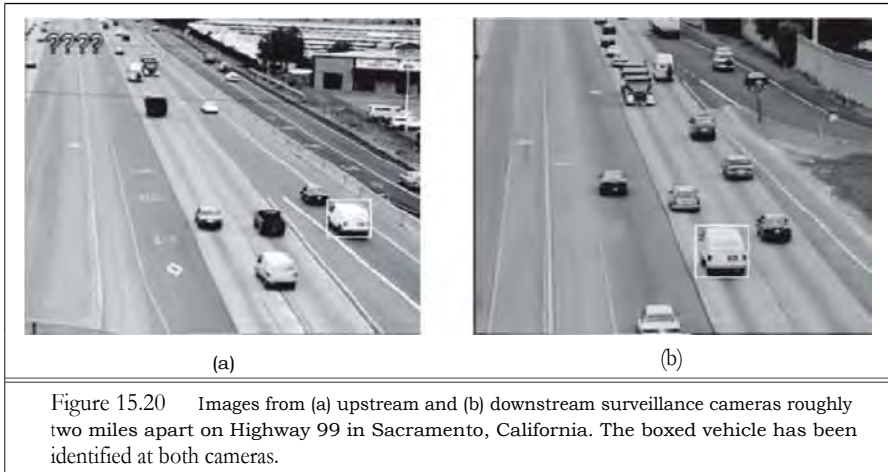 ????
(a)
(b)
Figure 15.20 Images from (a) upstream and (b) downstream surveillance cameras roughly
two miles apart on Highway 99 in Sacramento, California. The boxed vehicle has been
identified at both cameras.